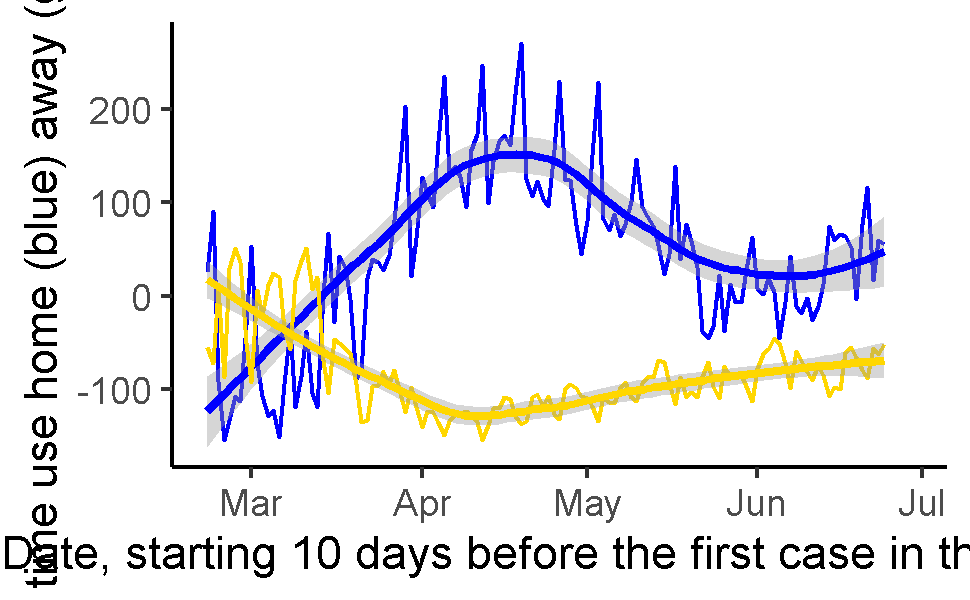 time use home (blue) away (
200
100
0
-100
Mar Apr May Jun Jul
Date, starting 10 days before the first case in th